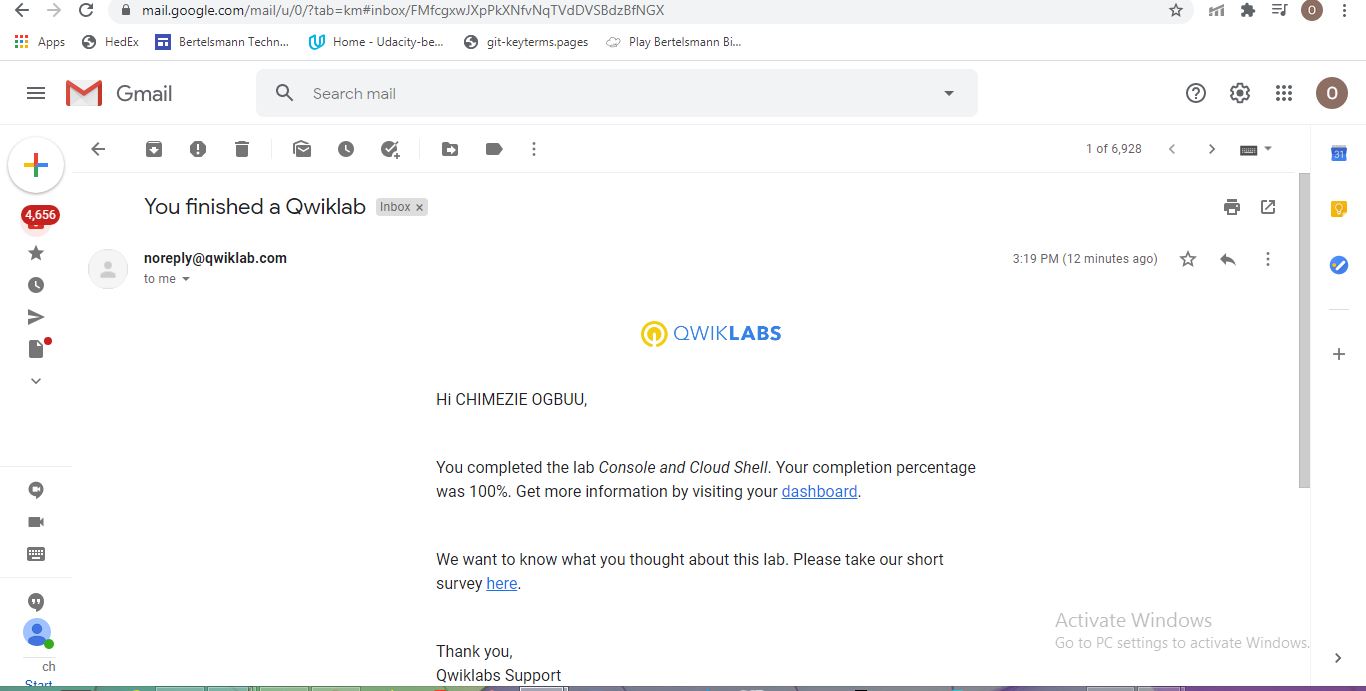 mail.google.com/mail/u/0/?tab=km#inbox/FMfcgxwJXpPkXNfvNqTVdDVSBdzBfNGX
O
Apps HedEx Bertelsmann Techn... Home - Udacity-be... git-keyterms.pages Play Bertelsmann Bi...
Gmail Search mail O
1 of 6,928
31
You finished a Qwiklab Inbox x
4,656
noreply@qwiklab.com 3:19 PM (12 minutes ago)
to me
QWIKLABS
Hi CHIMEZIE OGBUU,
You completed the lab Console and Cloud Shell. Your completion percentage
was 100%. Get more information by visiting your dashboard.
We want to know what you thought about this lab. Please take our short
survey here.
Activate Windows
Go to PC settings to activate Windows.
Thank you,
ch
Qwiklabs Support
Start